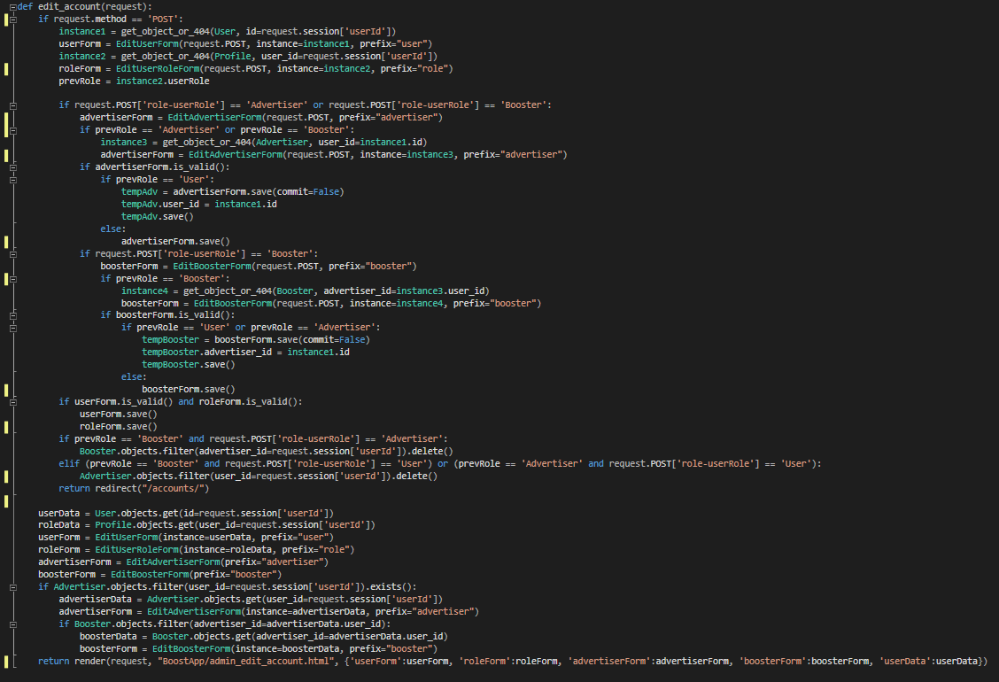 def edit_account(request):
    if request.method == 'POST':
        instance1 = get_object_or_404(User, id=request.session['userId'])
        userForm = EditUserForm(request.POST, instance=instance1, prefix="user")
        instance2 = get_object_or_404(Profile, user_id=request.session['userId'])
        roleForm = EditUserRoleForm(request.POST, instance=instance2, prefix="role")
        prevRole = instance2.userRole

        if request.POST['role-userRole'] == 'Advertiser' or request.POST['role-userRole'] == 'Booster':
            advertiserForm = EditAdvertiserForm(request.POST, prefix="advertiser")
            if prevRole == 'Advertiser' or prevRole == 'Booster':
                instance3 = get_object_or_404(Advertiser, user_id=instance1.id)
                advertiserForm = EditAdvertiserForm(request.POST, instance=instance3, prefix="advertiser")
            if advertiserForm.is_valid():
                if prevRole == 'User':
                    tempAdv = advertiserForm.save(commit=False)
                    tempAdv.user_id = instance1.id
                    tempAdv.save()
                else:
                    advertiserForm.save()
            if request.POST['role-userRole'] == 'Booster':
                boosterForm = EditBoosterForm(request.POST, prefix="booster")
                if prevRole == 'Booster':
                    instance4 = get_object_or_404(Booster, advertiser_id=instance3.user_id)
                    boosterForm = EditBoosterForm(request.POST, instance=instance4, prefix="booster")
                if boosterForm.is_valid():
                    if prevRole == 'User' or prevRole == 'Advertiser':
                        tempBooster = boosterForm.save(commit=False)
                        tempBooster.advertiser_id = instance1.id
                        tempBooster.save()
                    else:
                        boosterForm.save()
        if userForm.is_valid() and roleForm.is_valid():
            userForm.save()
            roleForm.save()
        if prevRole == 'Booster' and request.POST['role-userRole'] == 'Advertiser':
            Booster.objects.filter(advertiser_id=request.session['userId']).delete()
        elif (prevRole == 'Booster' and request.POST['role-userRole'] == 'User') or (prevRole == 'Advertiser' and request.POST['role-userRole'] == 'User'):
            Advertiser.objects.filter(user_id=request.session['userId']).delete()
        return redirect("/accounts/")

    userData = User.objects.get(id=request.session['userId'])
    roleData = Profile.objects.get(user_id=request.session['userId'])
    userForm = EditUserForm(instance=userData, prefix="user")
    roleForm = EditUserRoleForm(instance=roleData, prefix="role")
    advertiserForm = EditAdvertiserForm(prefix="advertiser")
    boosterForm = EditBoosterForm(prefix="booster")
    if Advertiser.objects.filter(user_id=request.session['userId']).exists():
        advertiserData = Advertiser.objects.get(user_id=request.session['userId'])
        advertiserForm = EditAdvertiserForm(instance=advertiserData, prefix="advertiser")
        if Booster.objects.filter(advertiser_id=advertiserData.user_id):
            boosterData = Booster.objects.get(advertiser_id=advertiserData.user_id)
            boosterForm = EditBoosterForm(instance=boosterData, prefix="booster")
    return render(request, "BoostApp/admin_edit_account.html", {'userForm':userForm, 'roleForm':roleForm, 'advertiserForm':advertiserForm, 'boosterForm':boosterForm, 'userData':userData})